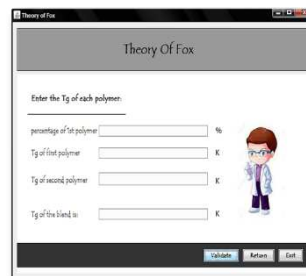 Theory of Fox
Theory Of Fox
Enter the Tg of each polymer:
percentage of 1st polymer %
Tg of first polymer K
Tg of second polymer K
Tg of the blend is: K
Validate Return Exit